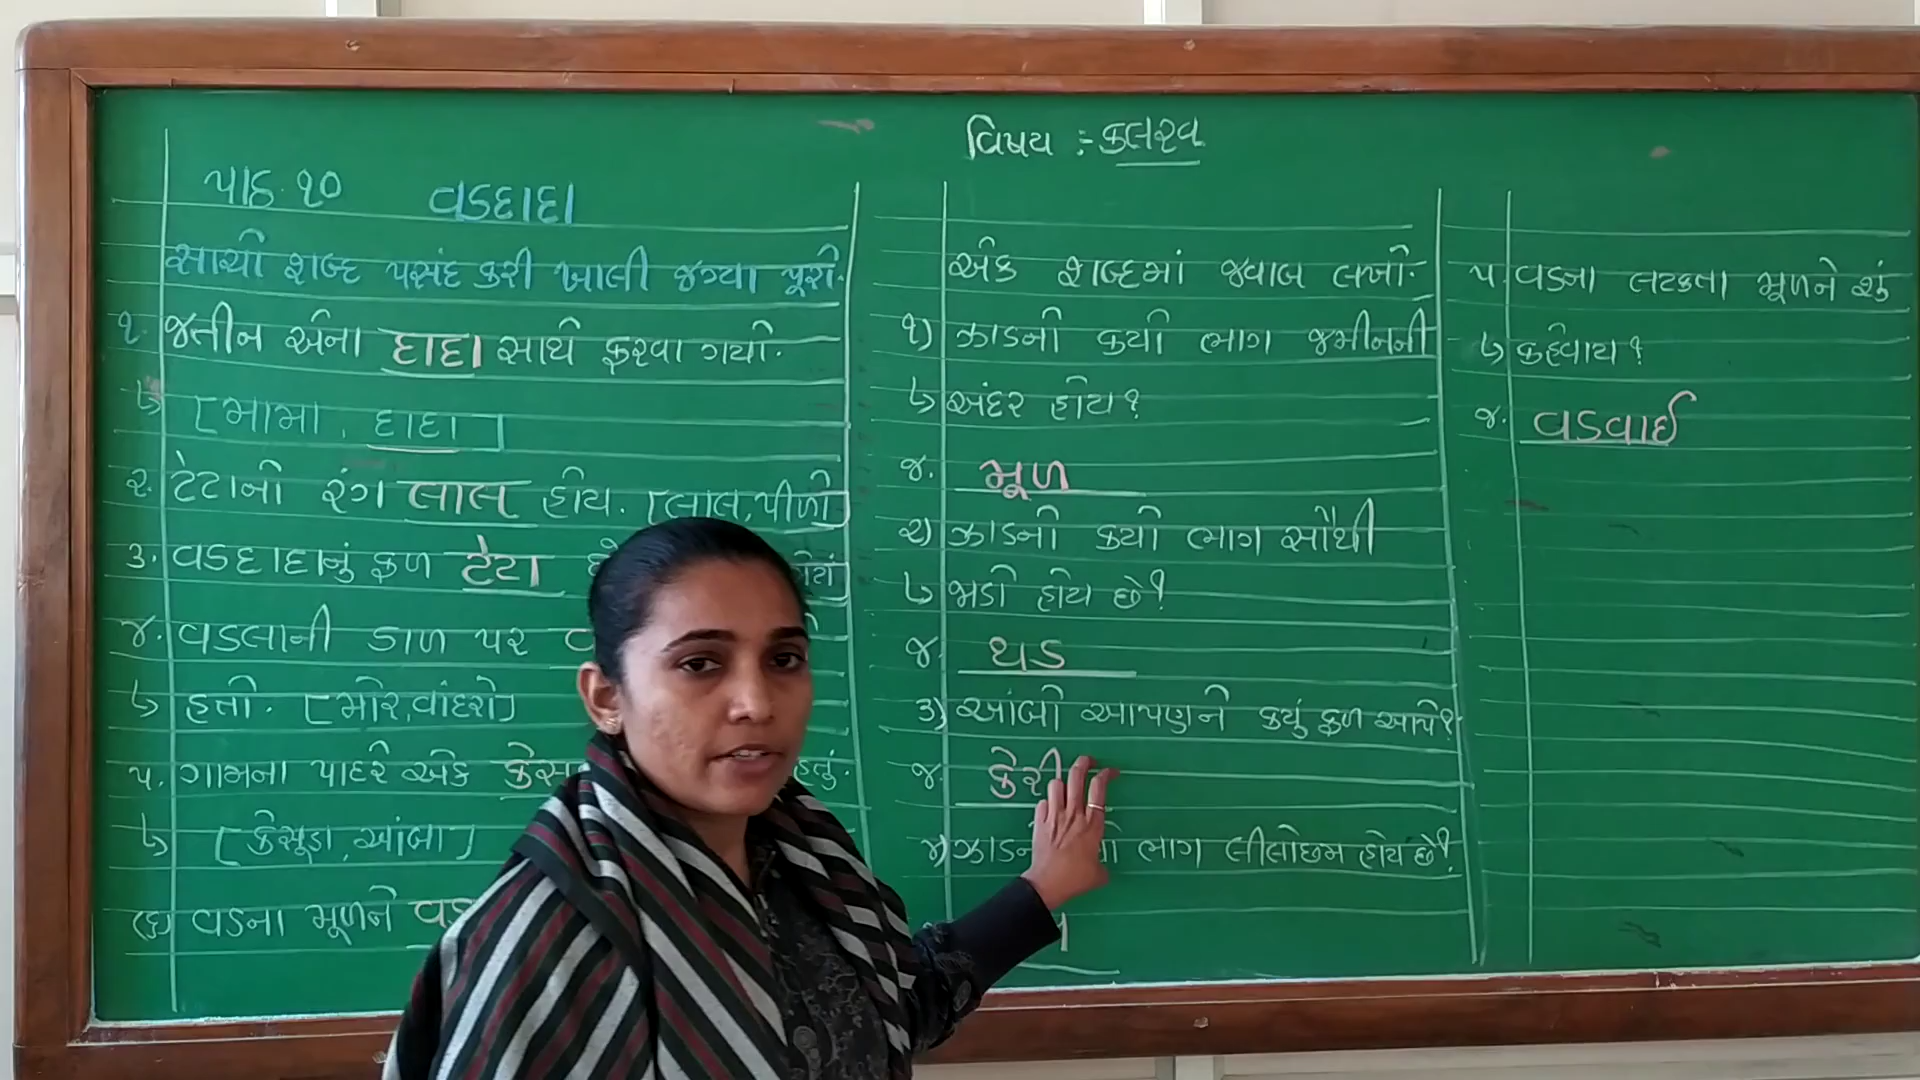 વિષય :- કલરવ
પાઠ. ૧૦ વડદાદા
સાચો શબ્દ પસંદ કરી ખાલી જગ્યા પૂરો.
૧. જતીન એના દાદા સાથે ફરવા ગયો.
↳ [મામા, દાદા]
૨. ટેટાનો રંગ લાલ હોય. [લાલ, પીળો]
૩. વડદાદાનું ફળ ટેટા
૪. વડલાની ડાળ પર
↳ હતો. [મોર, વાંદરો]
૫. ગામના પાદરે એક હતું.
↳ [કેસૂડા, આંબા]
(૬) વડના મૂળને
એક શબ્દમાં જવાબ લખો.
૧) ઝાડનો કયો ભાગ જમીનની
↳ અંદર હોય?
જ. મૂળ
૨) ઝાડનો કયો ભાગ સૌથી
↳ જાડો હોય છે?
જ. થડ
૩) આંબો આપણને કયું ફળ આપે?
જ. કેરી
૪) ભાગ લીલોછમ હોય છે?
૫. વડના લટકતા મૂળને શું
↳ કહેવાય?
જ. વડવાઈ